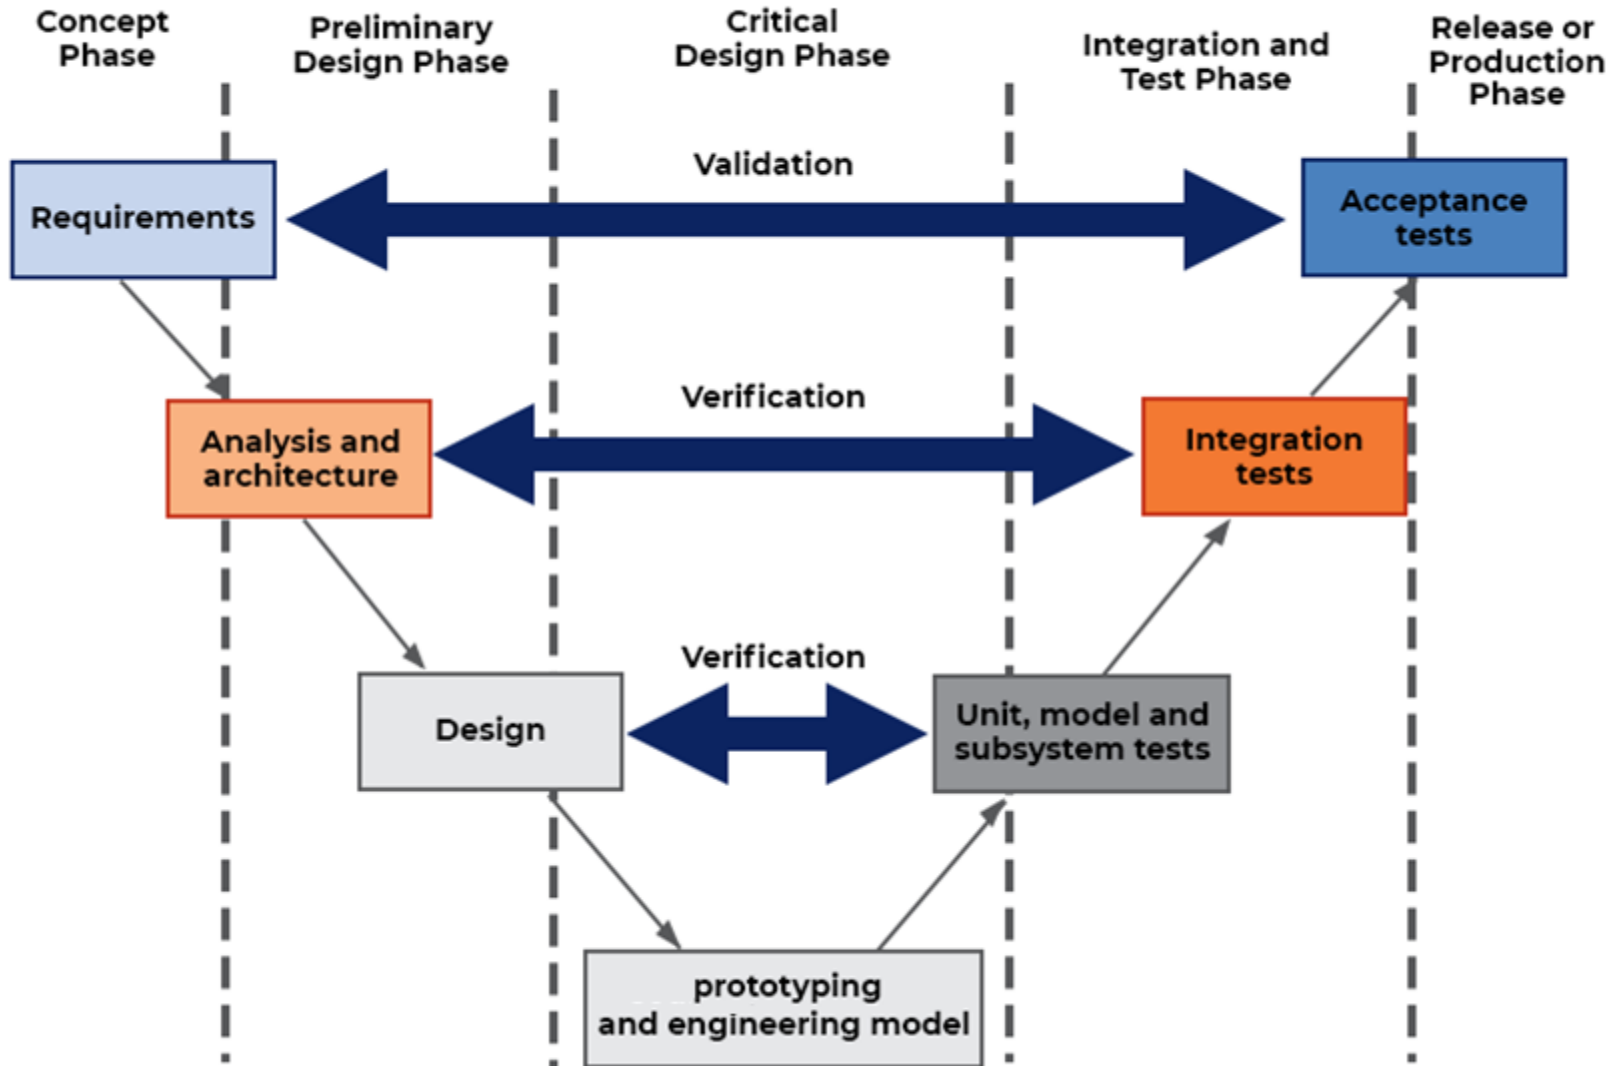 Concept
Phase
Preliminary
Design Phase
Critical
Design Phase
Integration and
Test Phase
Release or
Production
Phase
Validation
Requirements
Acceptance
tests
Verification
Analysis and
architecture
Integration
tests
Verification
Design
Unit, model and
subsystem tests
prototyping
and engineering model